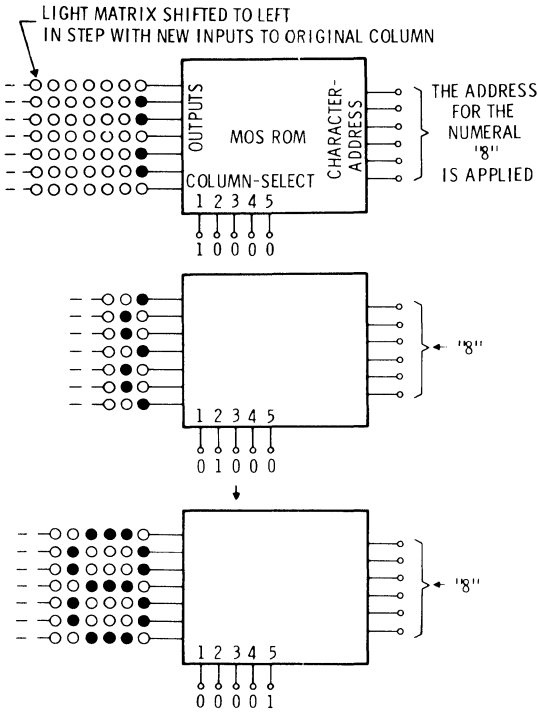 LIGHT MATRIX SHIFTED TO LEFT
IN STEP WITH NEW INPUTS TO ORIGINAL COLUMN
OUTPUTS
MOS ROM
CHARACTER-
ADDRESS
COLUMN-SELECT
1 2 3 4 5
1 0 0 0 0
THE ADDRESS
FOR THE
NUMERAL
"8"
IS APPLIED
1 2 3 4 5
0 1 0 0 0
"8"
1 2 3 4 5
0 0 0 0 1
"8"